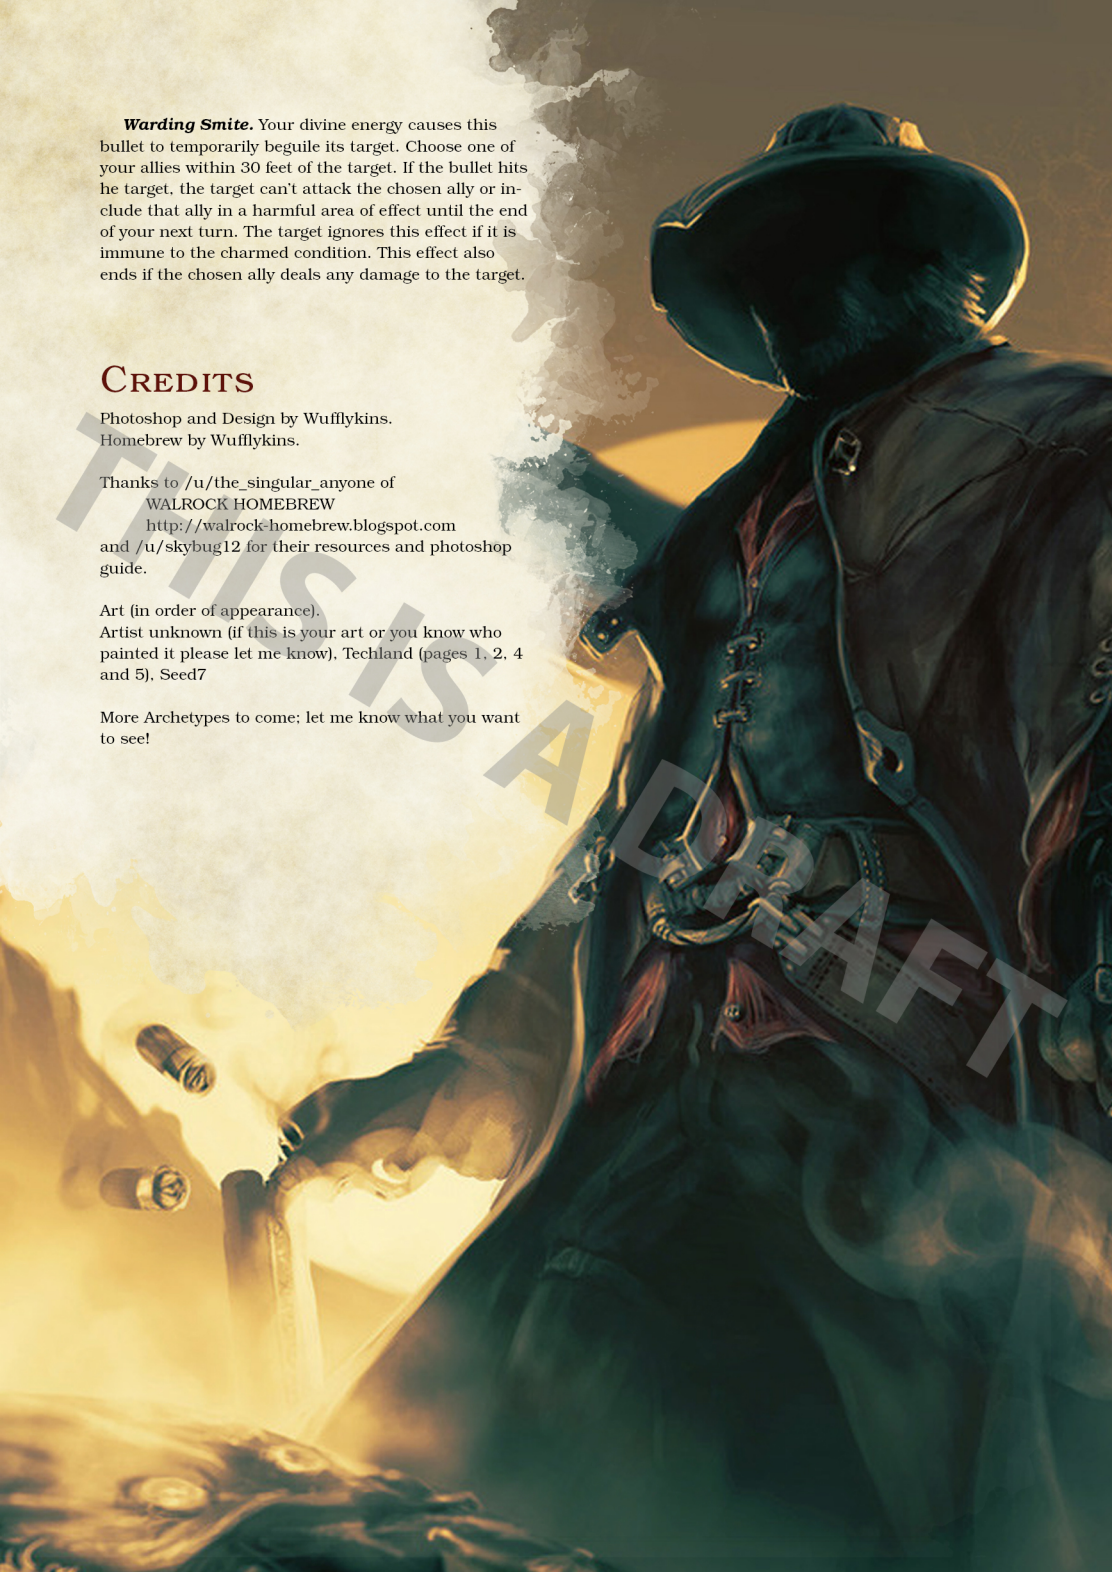 Warding Smite. Your divine energy causes this
bullet to temporarily beguile its target. Choose one of
your allies within 30 feet of the target. If the bullet hits
he target, the target can't attack the chosen ally or in-
clude that ally in a harmful area of effect until the end
of your next turn. The target ignores this effect if it is
immune to the charmed condition. This effect also
ends if the chosen ally deals any damage to the target.
Credits
Photoshop and Design by Wufflykins.
Homebrew by Wufflykins.
Thanks to /u/the_singular_anyone of
WALROCK HOMEBREW
http://walrock-homebrew.blogspot.com
and /u/skybug12 for their resources and photoshop
guide.
Art (in order of appearance).
Artist unknown (if this is your art or you know who
painted it please let me know), Techland (pages 1, 2, 4
and 5), Seed7
More Archetypes to come; let me know what you want
to see!
THIS IS A DRAFT